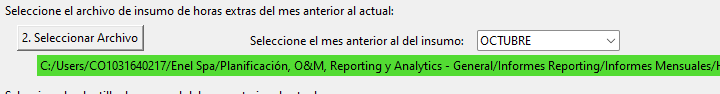 Seleccione el archivo de insumo de horas extras del mes anterior al actual:
2. Seleccionar Archivo
Seleccione el mes anterior al del insumo: OCTUBRE
C:/Users/CO1031640217/Enel Spa/Planificación, O&M, Reporting y Analytics - General/Informes Reporting/Informes Mensuales/H